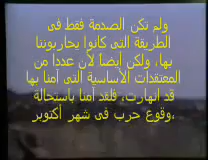 ولم تكن الصدمة فقط فى
الطريقة التى كانوا يحاربوننا
بها، ولكن أيضاً لأن عدداً من
المعتقدات الأساسية التى آمنا بها
قد انهارت، فلقد آمنا باستحالة
،وقوع حرب فى شهر أكتوبر